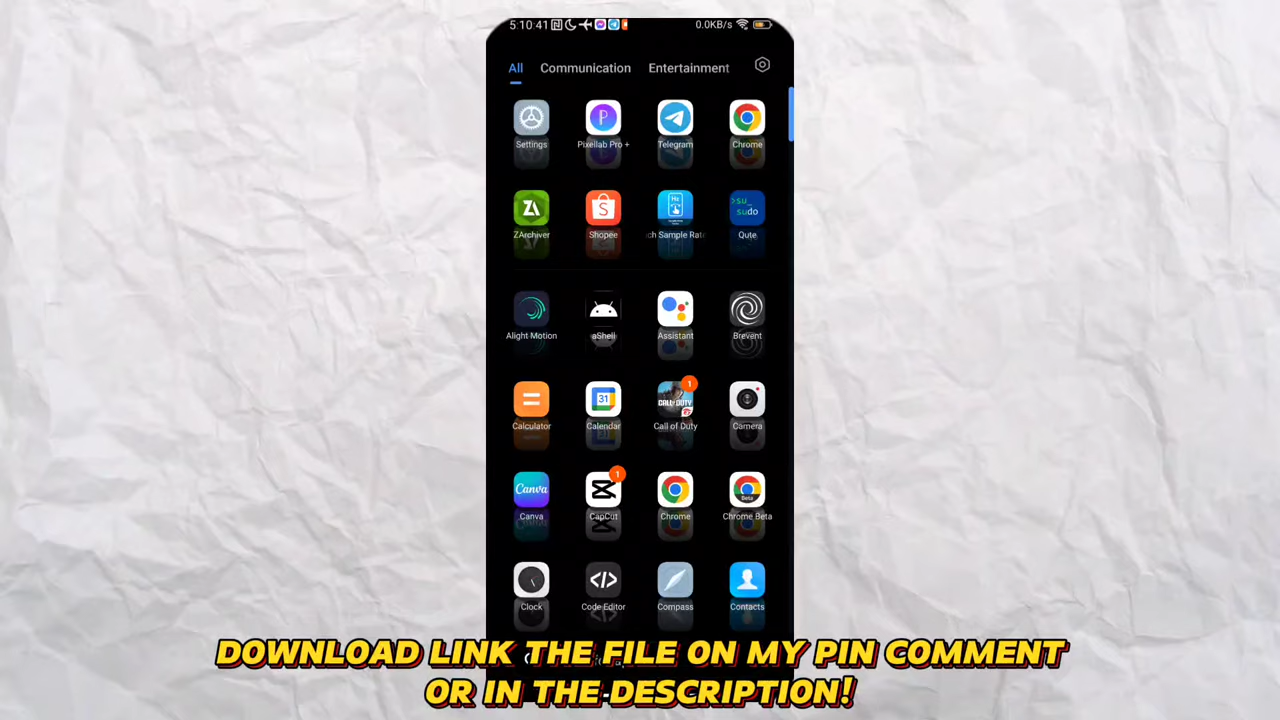 5:10:41
0.0KB/s
All Communication Entertainment
Settings Pixellab Pro + Telegram Chrome
ZArchiver Shopee ch Sample Rat Qute
Alight Motion aShell Assistant Brevent
Calculator Calendar Call of Duty Camera
Canva CapCut Chrome Chrome Beta
Clock Code Editor Compass Contacts
DOWNLOAD LINK THE FILE ON MY PIN COMMENT
OR IN THE DESCRIPTION!